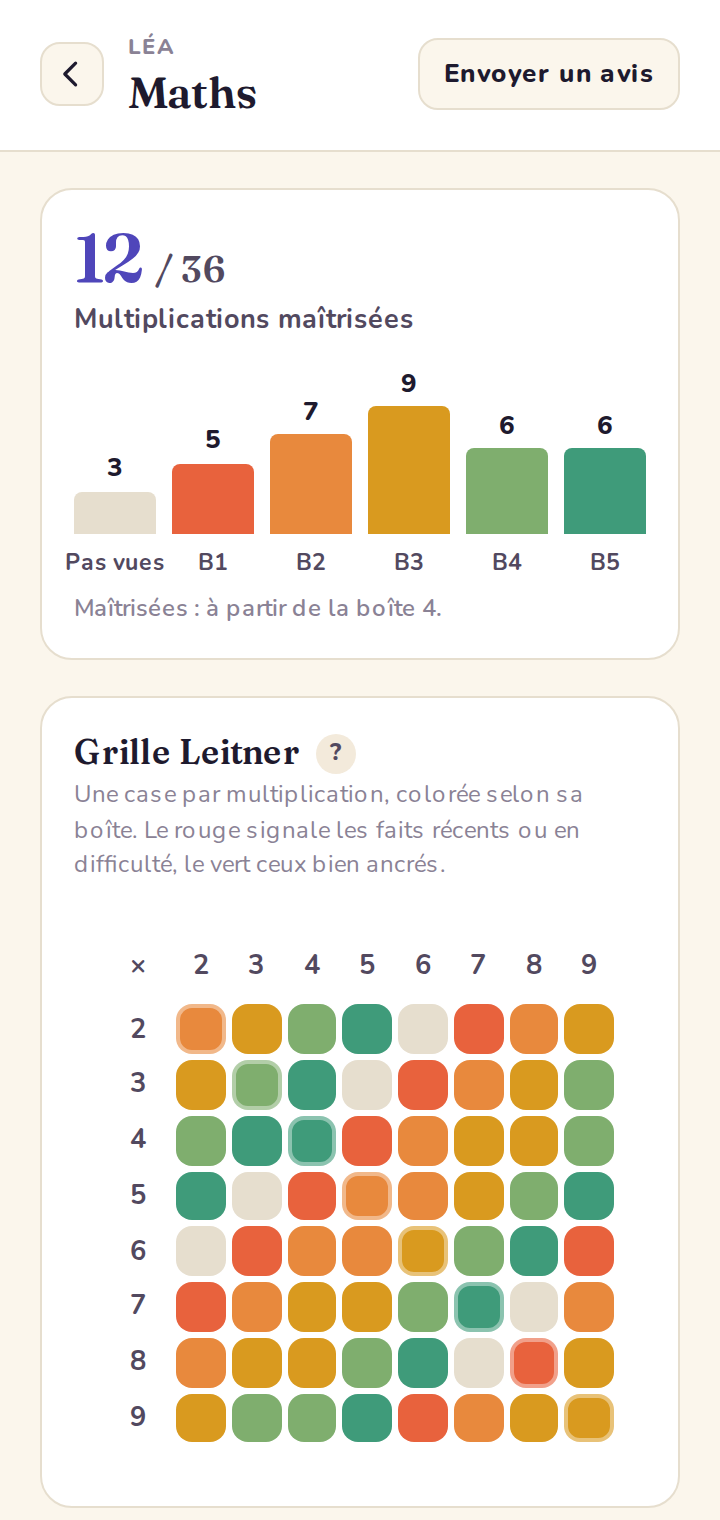 LÉA
Maths
Envoyer un avis
12 / 36
Multiplications maîtrisées
3 5 7 9 6 6
Pas vues B1 B2 B3 B4 B5
Maîtrisées : à partir de la boîte 4.
Grille Leitner ?
Une case par multiplication, colorée selon sa
boîte. Le rouge signale les faits récents ou en
difficulté, le vert ceux bien ancrés.
× 2 3 4 5 6 7 8 9
2
3
4
5
6
7
8
9